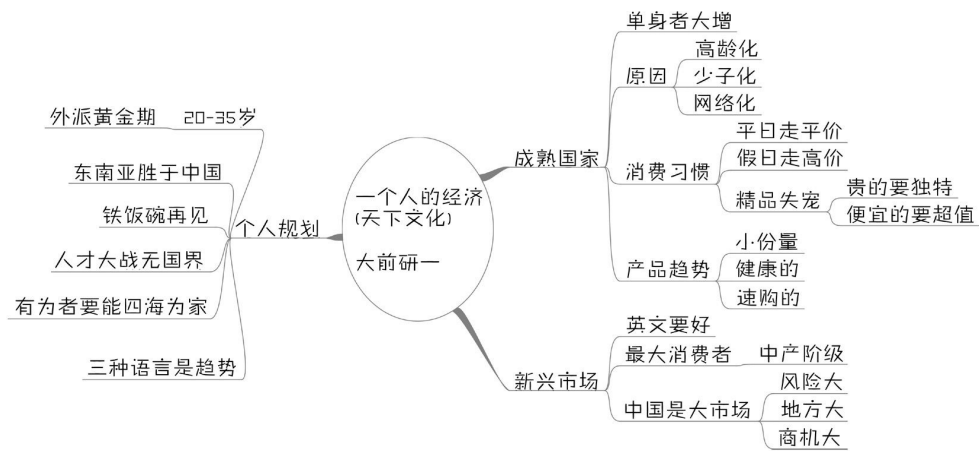 一个人的经济
(天下文化)
大前研一
成熟国家
单身者大增
原因
高龄化
少子化
网络化
消费习惯
平日走平价
假日走高价
精品失宠
贵的要独特
便宜的要超值
产品趋势
小份量
健康的
速购的
新兴市场
英文要好
最大消费者
中产阶级
中国是大市场
风险大
地方大
商机大
个人规划
20-35岁
外派黄金期
东南亚胜于中国
铁饭碗再见
人才大战无国界
有为者要能四海为家
三种语言是趋势